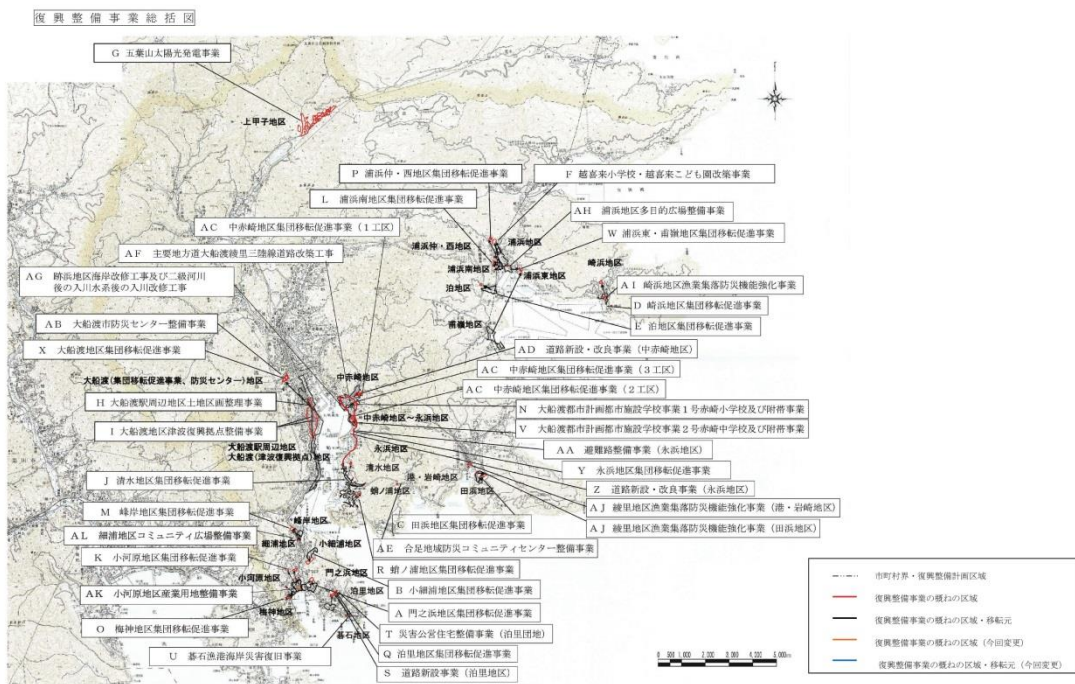 復興整備事業総括図
G 五葉山太陽光発電事業
上甲子地区
P 浦浜仲・西地区集団移転促進事業
F 越喜来小学校・越喜来こども園改築事業
L 浦浜南地区集団移転促進事業
AH 浦浜地区多目的広場整備事業
AC 中赤崎地区集団移転促進事業（1工区）
W 浦浜東・甫嶺地区集団移転促進事業
AF 主要地方道大船渡綾里三陸線道路改築工事
浦浜仲・西地区
浦浜地区
崎浜地区
AG 跡浜地区海岸改修工事及び二級河川
後の入川水系後の入川改修工事
浦浜南地区
浦浜東地区
泊地区
AI 崎浜地区漁業集落防災機能強化事業
D 崎浜地区集団移転促進事業
AB 大船渡市防災センター整備事業
甫嶺地区
E 泊地区集団移転促進事業
X 大船渡地区集団移転促進事業
AD 道路新設・改良事業（中赤崎地区）
大船渡(集団移転促進事業、防災センター)地区
中赤崎地区
AC 中赤崎地区集団移転促進事業（3工区）
AC 中赤崎地区集団移転促進事業（2工区）
H 大船渡駅周辺地区土地区画整理事業
N 大船渡都市計画都市施設学校事業1号赤崎小学校及び附帯事業
中赤崎地区～永浜地区
I 大船渡地区津波復興拠点整備事業
V 大船渡都市計画都市施設学校事業2号赤崎中学校及び附帯事業
大船渡駅周辺地区
大船渡(津波復興拠点)地区
永浜地区
AA 避難路整備事業（永浜地区）
清水地区
港・岩崎地区
Y 永浜地区集団移転促進事業
J 清水地区集団移転促進事業
蛸ノ浦地区
田浜地区
Z 道路新設・改良事業（永浜地区）
AJ 綾里地区漁業集落防災機能強化事業（港・岩崎地区）
M 峰岸地区集団移転促進事業
峰岸地区
C 田浜地区集団移転促進事業
AJ 綾里地区漁業集落防災機能強化事業（田浜地区）
AL 細浦地区コミュニティ広場整備事業
細浦地区
小細浦地区
AE 合足地域防災コミュニティセンター整備事業
K 小河原地区集団移転促進事業
門之浜地区
R 蛸ノ浦地区集団移転促進事業
小河原地区
B 小細浦地区集団移転促進事業
AK 小河原地区産業用地整備事業
泊里地区
A 門之浜地区集団移転促進事業
梅神地区
O 梅神地区集団移転促進事業
碁石地区
T 災害公営住宅整備事業（泊里団地）
U 碁石漁港海岸災害復旧事業
Q 泊里地区集団移転促進事業
S 道路新設事業（泊里地区）
0 500 1,000 2,000 3,000 4,000 5,000m
市町村界・復興整備計画区域
復興整備事業の概ねの区域
復興整備事業の概ねの区域・移転元
復興整備事業の概ねの区域（今回変更）
復興整備事業の概ねの区域・移転元（今回変更）